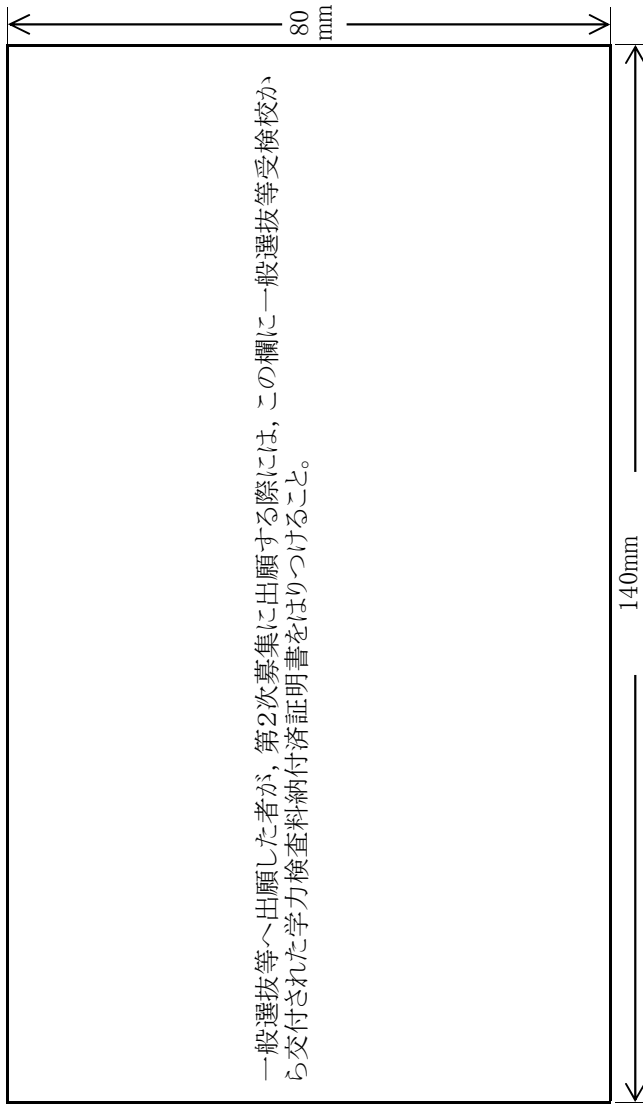 80
mm
一般選抜等へ出願した者が，第2次募集に出願する際には，この欄に一般選抜等受検校か
ら交付された学力検査料納付済証明書をはりつけること。
140mm